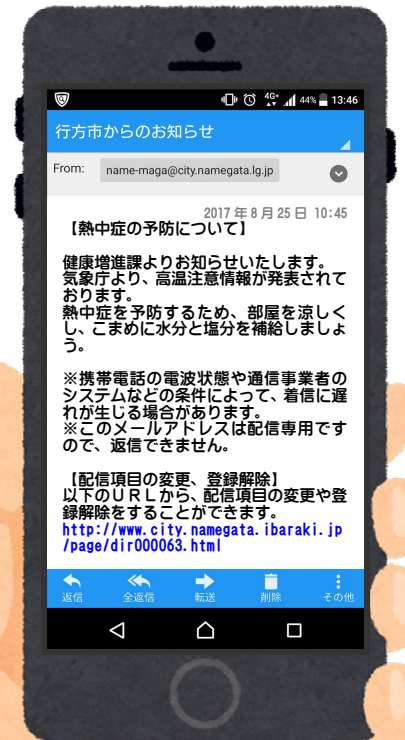 4G+ 44% 13:46
行方市からのお知らせ
From: name-maga@city.namegata.lg.jp
2017年8月25日 10:45
【熱中症の予防について】
健康増進課よりお知らせいたします。
気象庁より、高温注意情報が発表されて
おります。
熱中症を予防するため、部屋を涼しく
し、こまめに水分と塩分を補給しましょ
う。
※携帯電話の電波状態や通信事業者の
システムなどの条件によって、着信に遅
れが生じる場合があります。
※このメールアドレスは配信専用です
ので、返信できません。
【配信項目の変更、登録解除】
以下のURLから、配信項目の変更や登
録解除をすることができます。
http://www.city.namegata.ibaraki.jp
/page/dir000063.html
返信 全返信 転送 削除 その他